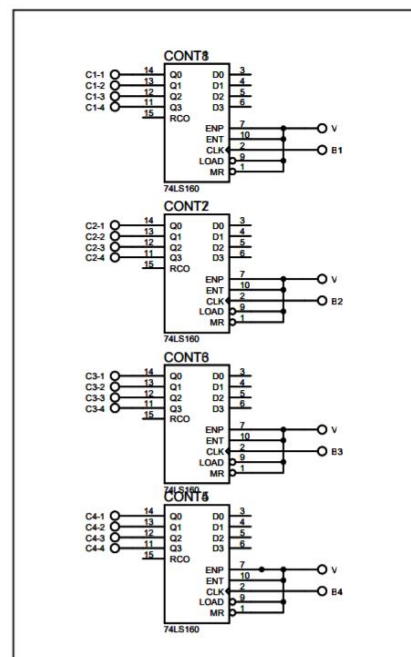 C1-1 14 Q0 D0 3
C1-2 13 Q1 D1 4
C1-3 12 Q2 D2 5
C1-4 11 Q3 D3 6
15 RCO
ENP 7 V
ENT 10
CLK 2 B1
LOAD 9
MR 1
74LS160
C2-1 14 Q0 D0 3
C2-2 13 Q1 D1 4
C2-3 12 Q2 D2 5
C2-4 11 Q3 D3 6
15 RCO
ENP 7 V
ENT 10
CLK 2 B2
LOAD 9
MR 1
74LS160
C3-1 14 Q0 D0 3
C3-2 13 Q1 D1 4
C3-3 12 Q2 D2 5
C3-4 11 Q3 D3 6
15 RCO
ENP 7 V
ENT 10
CLK 2 B3
LOAD 9
MR 1
74LS160
C4-1 14 Q0 D0 3
C4-2 13 Q1 D1 4
C4-3 12 Q2 D2 5
C4-4 11 Q3 D3 6
15 RCO
ENP 7 V
ENT 10
CLK 2 B4
LOAD 9
MR 1
74LS160